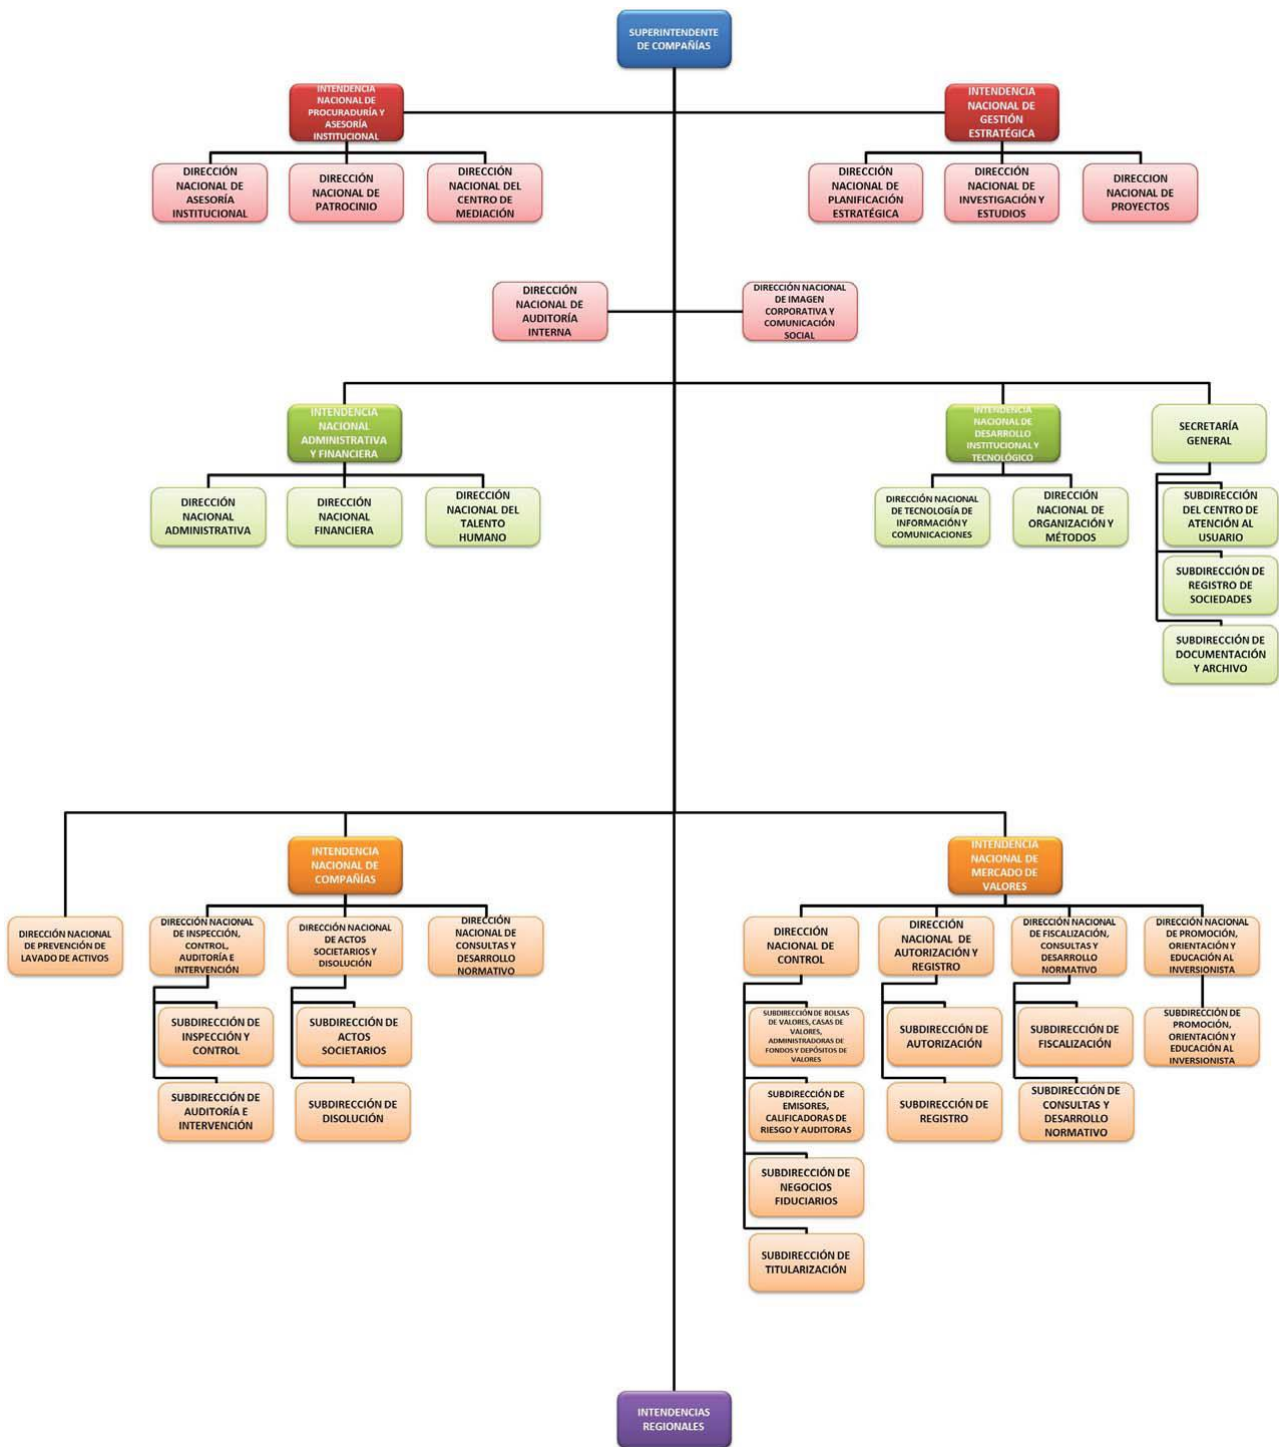 SUPERINTENDENTE
DE COMPAÑÍAS
INTENDENCIA
NACIONAL DE
PROCURADURÍA Y
ASESORÍA
INSTITUCIONAL
INTENDENCIA
NACIONAL DE
GESTIÓN
ESTRATÉGICA
DIRECCIÓN
NACIONAL DE
ASESORÍA
INSTITUCIONAL
DIRECCIÓN
NACIONAL DE
PATROCINIO
DIRECCIÓN
NACIONAL DEL
CENTRO DE
MEDIACIÓN
DIRECCIÓN
NACIONAL DE
PLANIFICACIÓN
ESTRATÉGICA
DIRECCIÓN
NACIONAL DE
INVESTIGACIÓN Y
ESTUDIOS
DIRECCION
NACIONAL DE
PROYECTOS
DIRECCIÓN
NACIONAL DE
AUDITORÍA
INTERNA
DIRECCIÓN NACIONAL
DE IMAGEN
CORPORATIVA Y
COMUNICACIÓN
SOCIAL
INTENDENCIA
NACIONAL
ADMINISTRATIVA
Y FINANCIERA
INTENDENCIA
NACIONAL DE
DESARROLLO
INSTITUCIONAL Y
TECNOLÓGICO
SECRETARÍA
GENERAL
DIRECCIÓN
NACIONAL
ADMINISTRATIVA
DIRECCIÓN
NACIONAL
FINANCIERA
DIRECCIÓN
NACIONAL DEL
TALENTO
HUMANO
DIRECCIÓN NACIONAL
DE TECNOLOGÍA DE
INFORMACIÓN Y
COMUNICACIONES
DIRECCIÓN
NACIONAL DE
ORGANIZACIÓN Y
MÉTODOS
SUBDIRECCIÓN
DEL CENTRO DE
ATENCIÓN AL
USUARIO
SUBDIRECCIÓN DE
REGISTRO DE
SOCIEDADES
SUBDIRECCIÓN DE
DOCUMENTACIÓN
Y ARCHIVO
INTENDENCIA
NACIONAL DE
COMPAÑÍAS
INTENDENCIA
NACIONAL DE
MERCADO DE
VALORES
DIRECCIÓN NACIONAL
DE PREVENCIÓN DE
LAVADO DE ACTIVOS
DIRECCIÓN NACIONAL
DE INSPECCIÓN,
CONTROL,
AUDITORÍA E
INTERVENCIÓN
DIRECCIÓN NACIONAL
DE ACTOS
SOCIETARIOS Y
DISOLUCIÓN
DIRECCIÓN
NACIONAL DE
CONSULTAS Y
DESARROLLO
NORMATIVO
DIRECCIÓN
NACIONAL DE
CONTROL
DIRECCIÓN
NACIONAL DE
AUTORIZACIÓN Y
REGISTRO
DIRECCIÓN NACIONAL
DE FISCALIZACIÓN,
CONSULTAS Y
DESARROLLO
NORMATIVO
DIRECCIÓN NACIONAL
DE PROMOCIÓN,
ORIENTACIÓN Y
EDUCACIÓN AL
INVERSIONISTA
SUBDIRECCIÓN DE
INSPECCIÓN Y
CONTROL
SUBDIRECCIÓN DE
ACTOS
SOCIETARIOS
SUBDIRECCIÓN DE BOLSAS
DE VALORES, CASAS DE
VALORES,
ADMINISTRADORAS DE
FONDOS Y DEPÓSITOS DE
VALORES
SUBDIRECCIÓN DE
AUTORIZACIÓN
SUBDIRECCIÓN DE
FISCALIZACIÓN
SUBDIRECCIÓN DE
PROMOCIÓN,
ORIENTACIÓN Y
EDUCACIÓN AL
INVERSIONISTA
SUBDIRECCIÓN DE
AUDITORÍA E
INTERVENCIÓN
SUBDIRECCIÓN DE
DISOLUCIÓN
SUBDIRECCIÓN DE
EMISORES,
CALIFICADORAS DE
RIESGO Y AUDITORAS
SUBDIRECCIÓN DE
REGISTRO
SUBDIRECCIÓN DE
CONSULTAS Y
DESARROLLO
NORMATIVO
SUBDIRECCIÓN DE
NEGOCIOS
FIDUCIARIOS
SUBDIRECCIÓN DE
TITULARIZACIÓN
INTENDENCIAS
REGIONALES